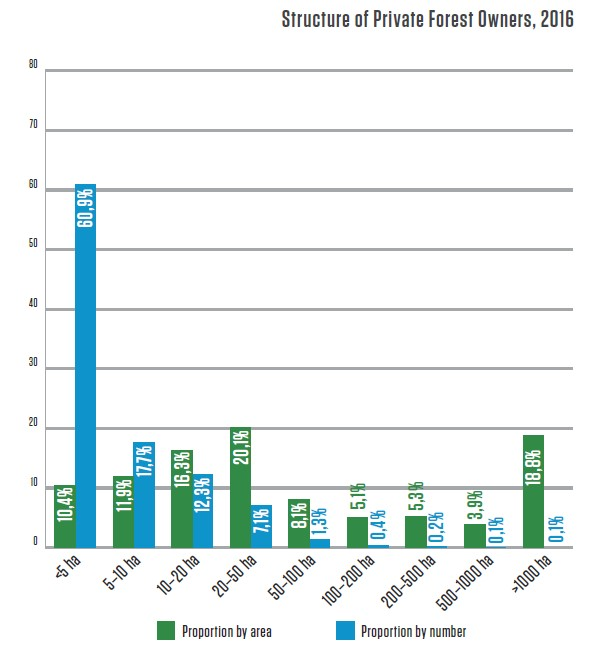 Structure of Private Forest Owners, 2016
80
70
60
50
40
30
20
10
0
10,4%
60,9%
11,9%
17,7%
16,3%
12,3%
20,1%
7,1%
8,1%
1,3%
5,1%
0,4%
5,3%
0,2%
3,9%
0,1%
18,8%
0,1%
<5 ha
5–10 ha
10–20 ha
20–50 ha
50–100 ha
100–200 ha
200–500 ha
500–1000 ha
>1000 ha
Proportion by area
Proportion by number